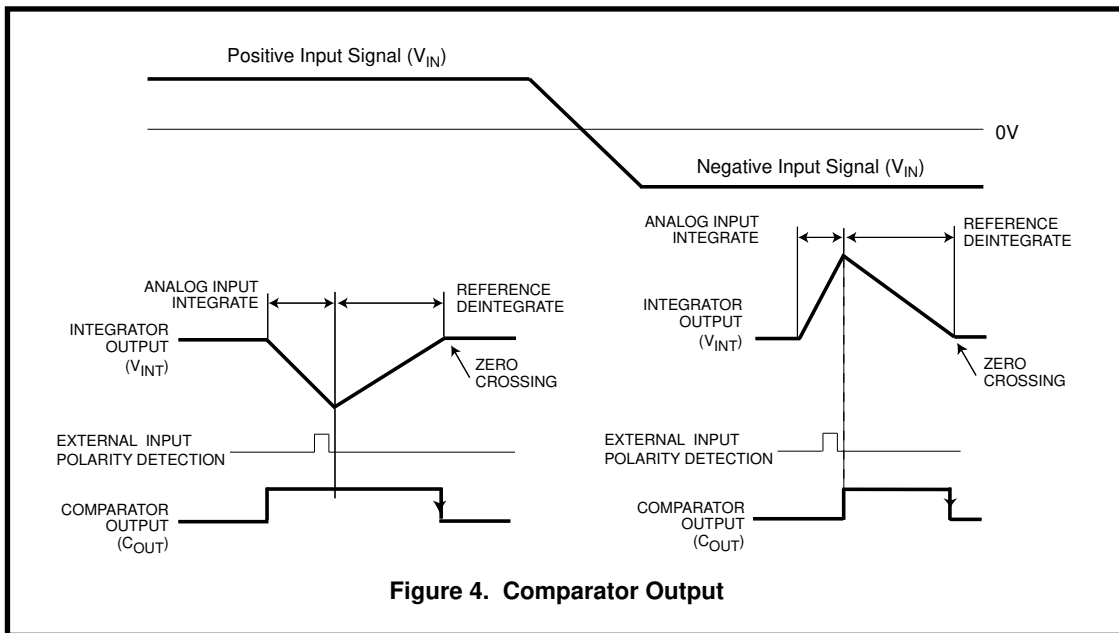 Positive Input Signal (VIN)
0V
Negative Input Signal (VIN)
ANALOG INPUT
INTEGRATE
REFERENCE
DEINTEGRATE
INTEGRATOR
OUTPUT
(VINT)
ZERO
CROSSING
EXTERNAL INPUT
POLARITY DETECTION
COMPARATOR
OUTPUT
(COUT)
ANALOG INPUT
INTEGRATE
REFERENCE
DEINTEGRATE
INTEGRATOR
OUTPUT
(VINT)
ZERO
CROSSING
EXTERNAL INPUT
POLARITY DETECTION
COMPARATOR
OUTPUT
(COUT)
Figure 4. Comparator Output